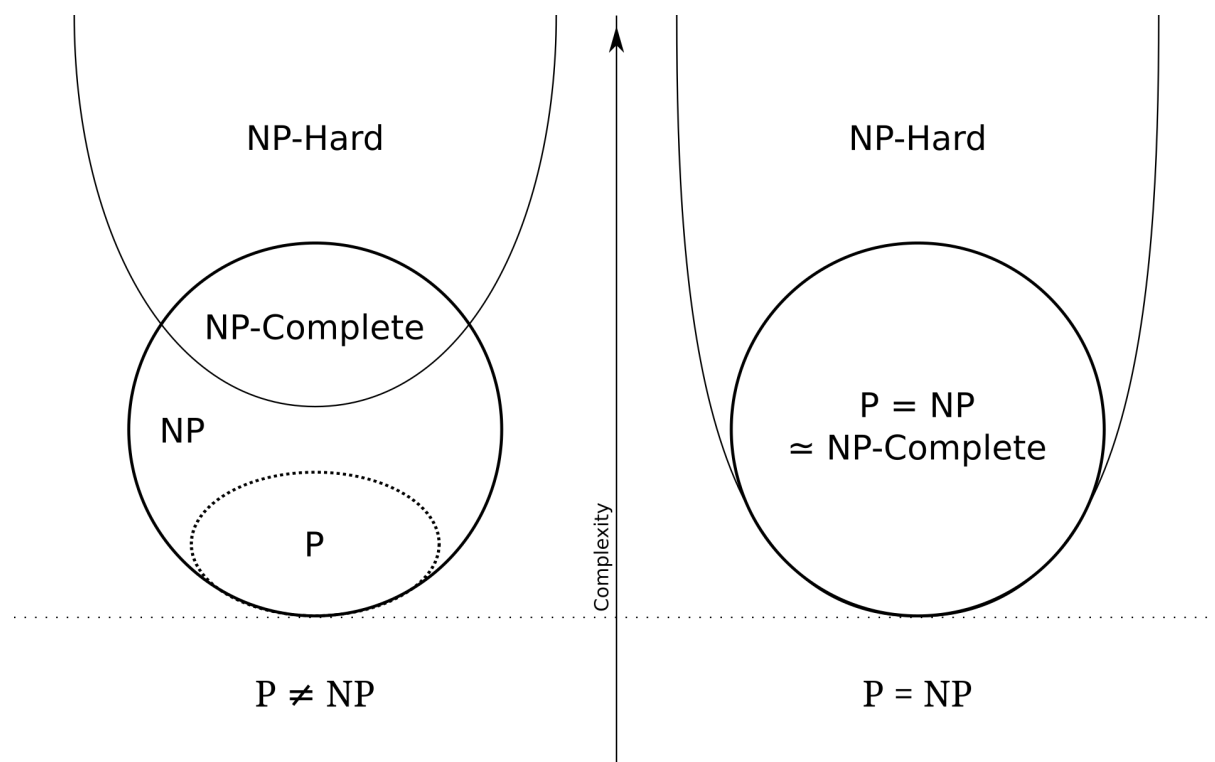 NP-Hard
NP-Complete
NP
P
P ≠ NP
Complexity
NP-Hard
P = NP
≃ NP-Complete
P = NP